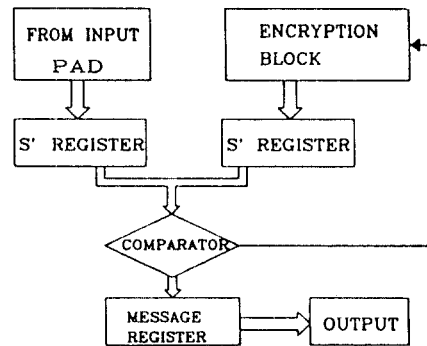 FROM INPUT
PAD
ENCRYPTION
BLOCK
S' REGISTER
S' REGISTER
COMPARATOR
MESSAGE
REGISTER
OUTPUT